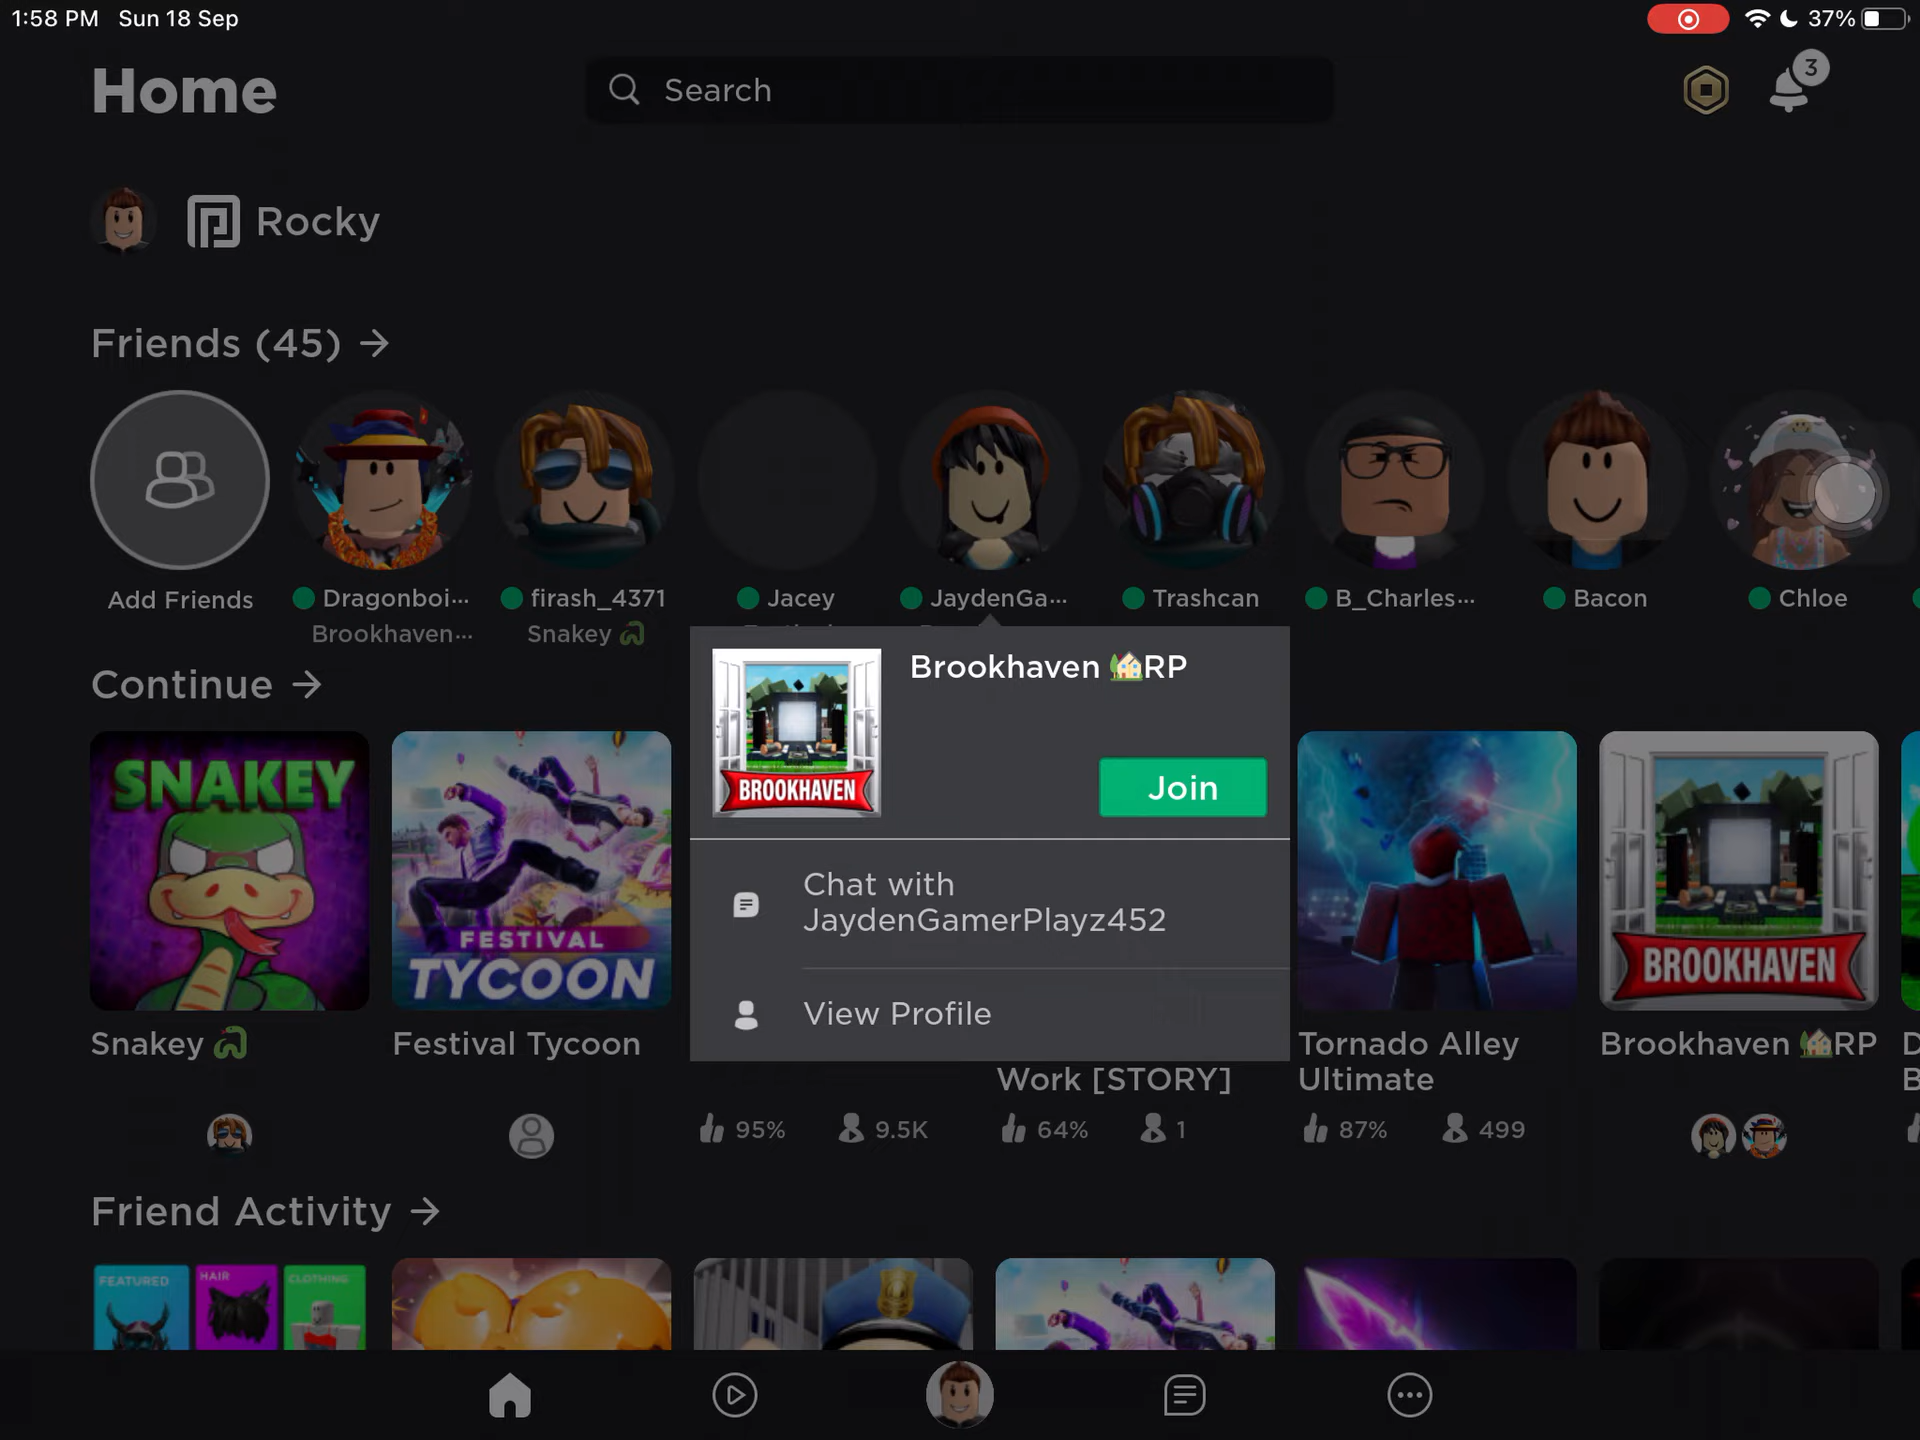 1:58 PM Sun 18 Sep
37%
Home
Search
3
Rocky
Friends (45)
Add Friends
Dragonboi...
Brookhaven...
firash_4371
Snakey
Jacey
JaydenGa...
Trashcan
B_Charles...
Bacon
Chloe
Brookhaven 🏡RP
BROOKHAVEN
Join
Chat with
JaydenGamerPlayz452
View Profile
Continue
SNAKEY
Snakey
FESTIVAL
TYCOON
Festival Tycoon
95% 9.5K
Work [STORY]
64% 1
Tornado Alley
Ultimate
87% 499
BROOKHAVEN
Brookhaven 🏡RP
D
B
Friend Activity
FEATURED
HAIR
CLOTHING